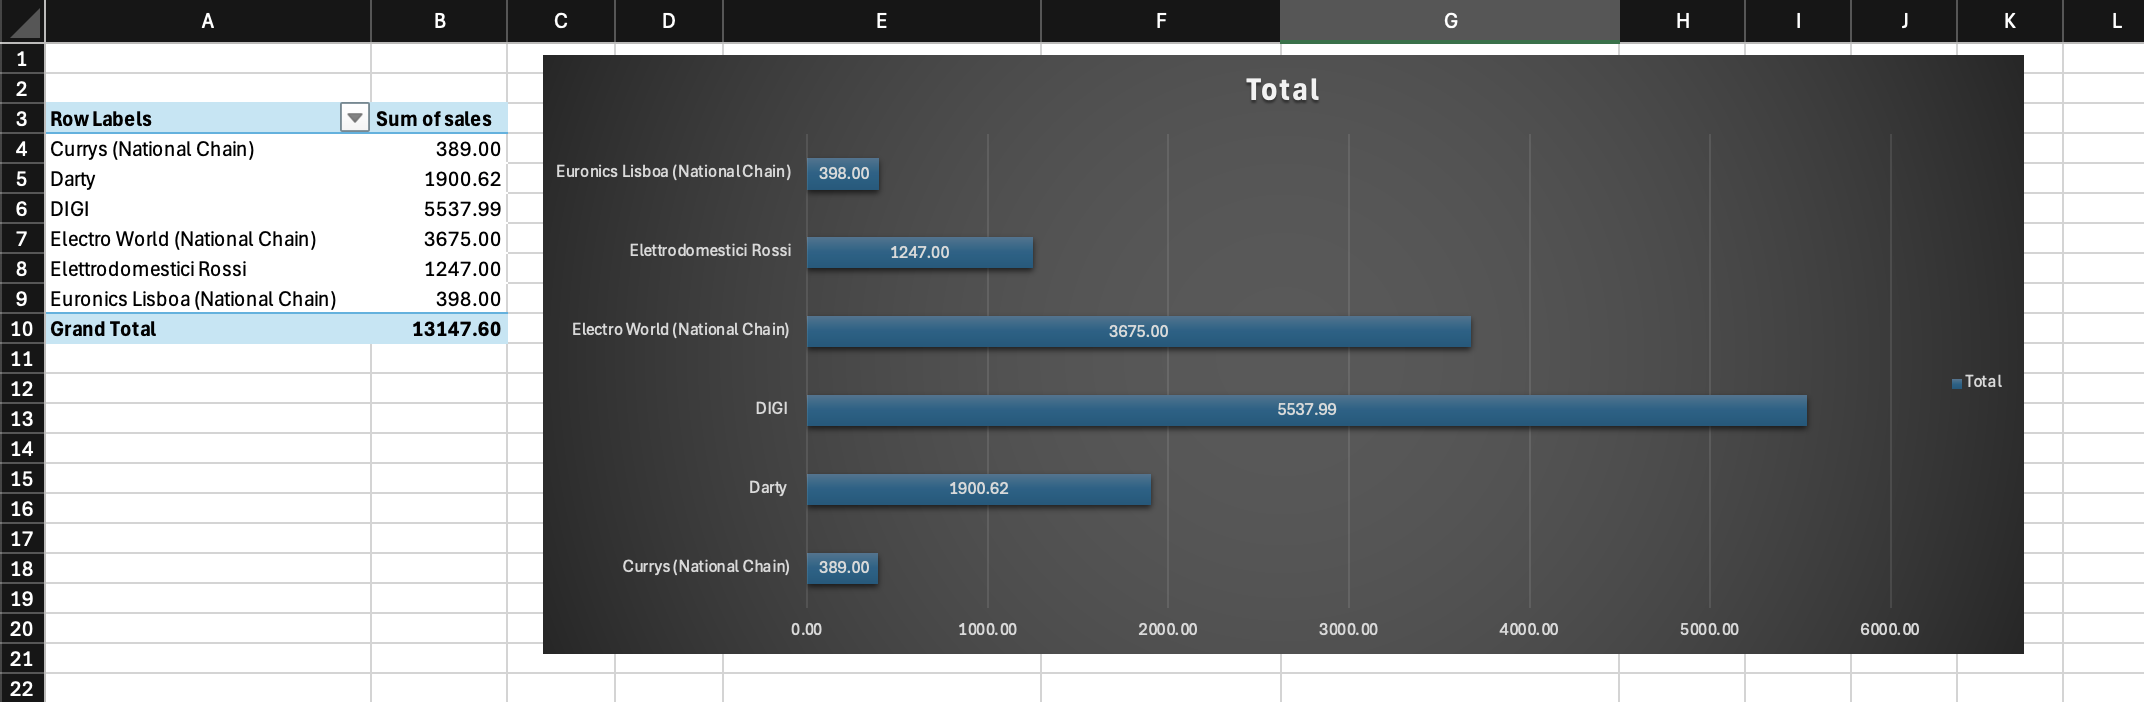 A B C D E F G H I J K L
1
2
3 Row Labels Sum of sales
4 Currys (National Chain) 389.00
5 Darty 1900.62
6 DIGI 5537.99
7 Electro World (National Chain) 3675.00
8 Elettrodomestici Rossi 1247.00
9 Euronics Lisboa (National Chain) 398.00
10 Grand Total 13147.60
11
12
13
14
15
16
17
18
19
20
21
22
Total
Euronics Lisboa (National Chain) 398.00
Elettrodomestici Rossi 1247.00
Electro World (National Chain) 3675.00
Total
DIGI 5537.99
Darty 1900.62
Currys (National Chain) 389.00
0.00 1000.00 2000.00 3000.00 4000.00 5000.00 6000.00